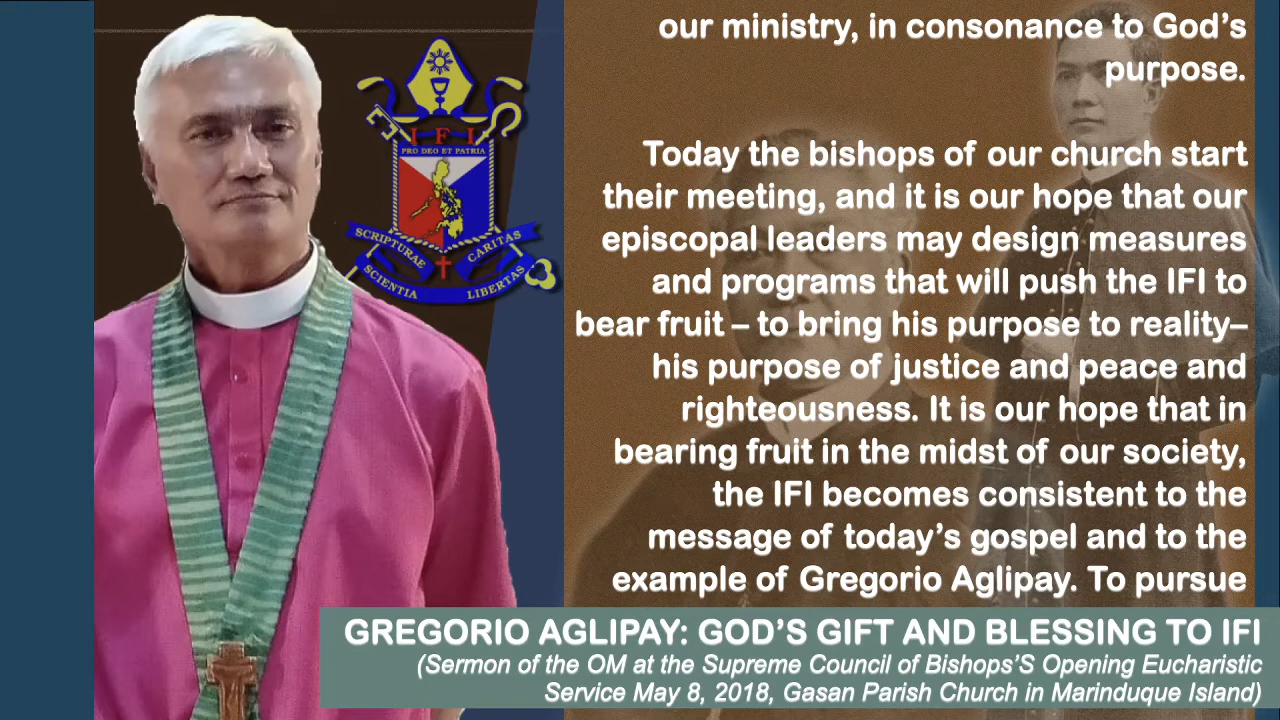 I F I
PRO DEO ET PATRIA
SCRIPTURAE
CARITAS
SCIENTIA
LIBERTAS
our ministry, in consonance to God’s
purpose.
Today the bishops of our church start
their meeting, and it is our hope that our
episcopal leaders may design measures
and programs that will push the IFI to
bear fruit – to bring his purpose to reality–
his purpose of justice and peace and
righteousness. It is our hope that in
bearing fruit in the midst of our society,
the IFI becomes consistent to the
message of today’s gospel and to the
example of Gregorio Aglipay. To pursue
GREGORIO AGLIPAY: GOD’S GIFT AND BLESSING TO IFI
(Sermon of the OM at the Supreme Council of Bishops’S Opening Eucharistic
Service May 8, 2018, Gasan Parish Church in Marinduque Island)